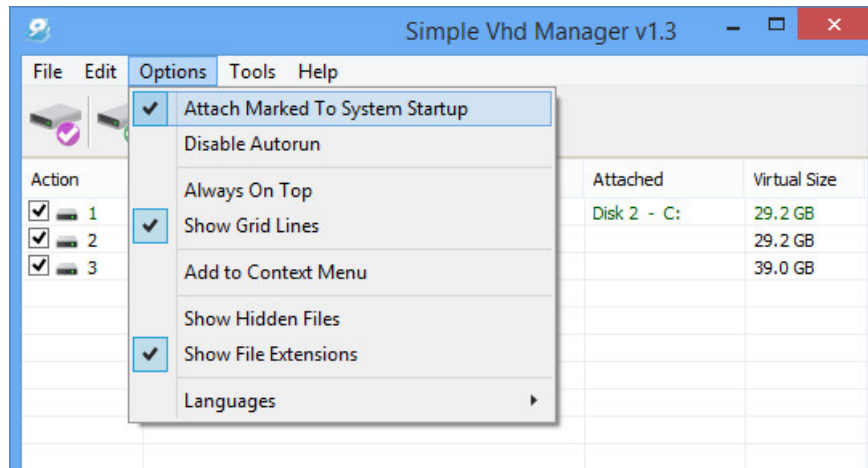 Simple Vhd Manager v1.3
File Edit Options Tools Help
Attach Marked To System Startup
Disable Autorun
Always On Top
Show Grid Lines
Add to Context Menu
Show Hidden Files
Show File Extensions
Languages
Action Attached Virtual Size
1 Disk 2 - C: 29.2 GB
2 29.2 GB
3 39.0 GB